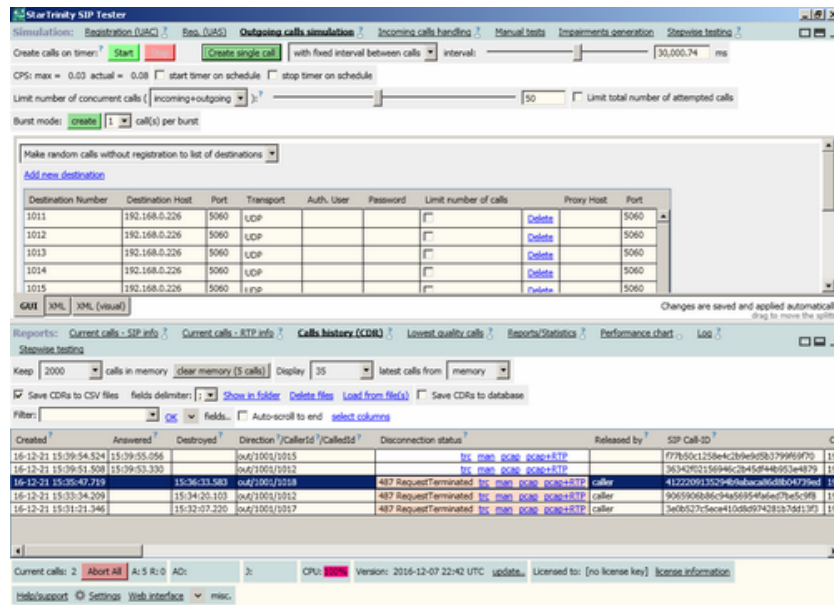 StarTrinity SIP Tester
Simulation: Registration (UAC) ? Reg. (UAS) Outgoing calls simulation ? Incoming calls handling ? Manual tests Impairments generation Stepwise testing ?
Create calls on timer: ? Start Stop Create single call with fixed interval between calls interval: 30,000.74 ms
CPS: max = 0.03 actual = 0.08 start timer on schedule stop timer on schedule
Limit number of concurrent calls ( incoming+outgoing ): ? 50 Limit total number of attempted calls
Burst mode: create 1 call(s) per burst
Make random calls without registration to list of destinations
Add new destination
Destination Number Destination Host Port Transport Auth. User Password Limit number of calls Proxy Host Port
1011 192.168.0.226 5060 UDP Delete 5060
1012 192.168.0.226 5060 UDP Delete 5060
1013 192.168.0.226 5060 UDP Delete 5060
1014 192.168.0.226 5060 UDP Delete 5060
1015 192.168.0.226 5060 UDP Delete 5060
GUI XML XML (visual) Changes are saved and applied automaticall
drag to move the splitt
Reports: Current calls - SIP info ? Current calls - RTP info ? Calls history (CDR) ? Lowest quality calls ? Reports/Statistics ? Performance chart Log ?
Stepwise testing
Keep 2000 calls in memory clear memory (5 calls) Display 35 latest calls from memory
Save CDRs to CSV files fields delimiter: ; Show in folder Delete files Load from file(s) Save CDRs to database
Filter: OK fields... Auto-scroll to end select columns
Created ? Answered ? Destroyed ? Direction ?/CallerId ?/CalledId ? Disconnection status ? Released by ? SIP Call-ID ?
16-12-21 15:39:54.524 15:39:55.056 out/1001/1015 trc man pcap pcap+RTP f77b50c1258e4c2b9e9d5b3799f69f70
16-12-21 15:39:51.508 15:39:53.330 out/1001/1012 trc man pcap pcap+RTP 36342f02156946c2b45df44b953e4879
16-12-21 15:35:47.719 15:36:33.583 out/1001/1018 487 RequestTerminated trc man pcap pcap+RTP caller 4122209135294b9abaca86d8b04739ed
16-12-21 15:33:34.209 15:34:20.103 out/1001/1012 487 RequestTerminated trc man pcap pcap+RTP caller 9065906b86c94a56954fa6ed7be5c9f8
16-12-21 15:31:21.346 15:32:07.220 out/1001/1017 487 RequestTerminated trc man pcap pcap+RTP caller 3e0b527c5ece410d8d974281b7dd13f3
Current calls: 2 Abort All A: 5 R: 0 AD: J: CPU: 100% Version: 2016-12-07 22:42 UTC update... Licensed to: [no license key] license information
Help/support Settings Web interface misc.